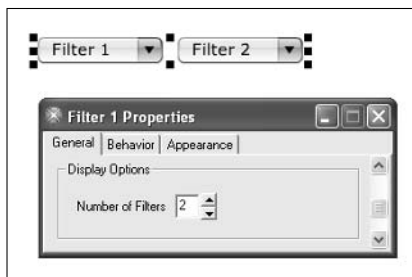 Filter 1 Filter 2
Filter 1 Properties
General Behavior Appearance
Display Options
Number of Filters 2